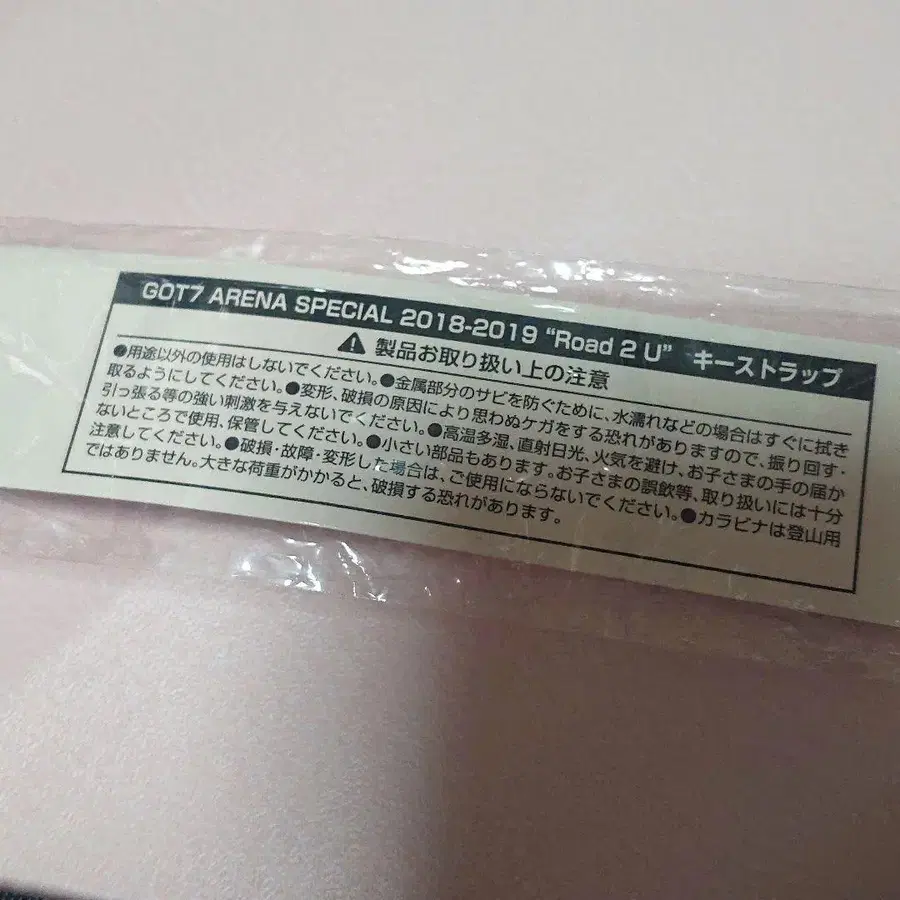 GOT7 ARENA SPECIAL 2018-2019 “Road 2 U” キーストラップ
⚠ 製品お取り扱い上の注意
●用途以外の使用はしないでください。●金属部分のサビを防ぐために、水濡れなどの場合はすぐに拭き
取るようにしてください。●変形、破損の原因により思わぬケガをする恐れがありますので、振り回す・
引っ張る等の強い刺激を与えないでください。●高温多湿、直射日光、火気を避け、お子さまの手の届か
ないところで使用、保管してください。●小さい部品もあります。お子さまの誤飲等、取り扱いには十分
注意してください。●破損・故障・変形した場合は、ご使用にならないでください。●カラビナは登山用
ではありません。大きな荷重がかかると、破損する恐れがあります。